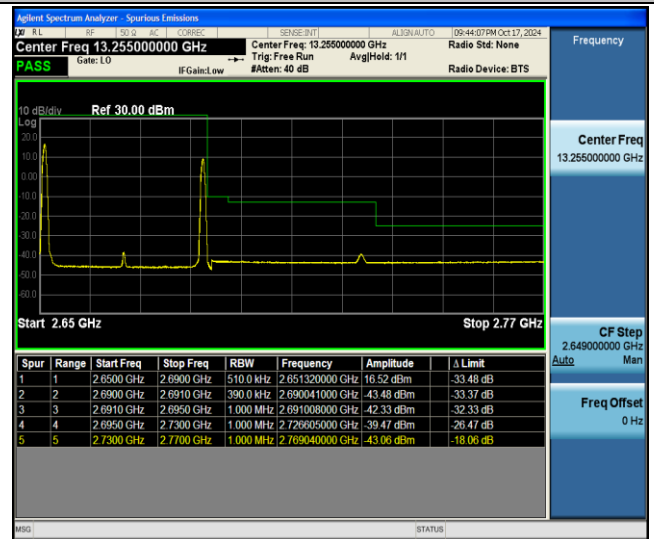 Agilent Spectrum Analyzer - Spurious Emissions
LXI RL RF 50 Ω AC CORREC SENSE:INT ALIGN AUTO 09:44:07PM Oct 17, 2024
Center Freq 13.255000000 GHz
Center Freq: 13.255000000 GHz
Radio Std: None
Gate: LO
Trig: Free Run Avg|Hold: 1/1
PASS
IFGain:Low
#Atten: 40 dB
Radio Device: BTS
10 dB/div Ref 30.00 dBm
Log
20.0
10.0
0.00
-10.0
-20.0
-30.0
-40.0
-50.0
-60.0
Start 2.65 GHz Stop 2.77 GHz
Spur Range Start Freq Stop Freq RBW Frequency Amplitude Δ Limit
1 1 2.6500 GHz 2.6900 GHz 510.0 kHz 2.651320000 GHz 16.52 dBm -33.48 dB
2 2 2.6900 GHz 2.6910 GHz 390.0 kHz 2.690041000 GHz -43.48 dBm -33.37 dB
3 3 2.6910 GHz 2.6950 GHz 1.000 MHz 2.691008000 GHz -42.33 dBm -32.33 dB
4 4 2.6950 GHz 2.7300 GHz 1.000 MHz 2.726605000 GHz -39.47 dBm -26.47 dB
5 5 2.7300 GHz 2.7700 GHz 1.000 MHz 2.769040000 GHz -43.06 dBm -18.06 dB
MSG STATUS
Frequency
Center Freq
13.255000000 GHz
CF Step
2.649000000 GHz
Auto Man
Freq Offset
0 Hz